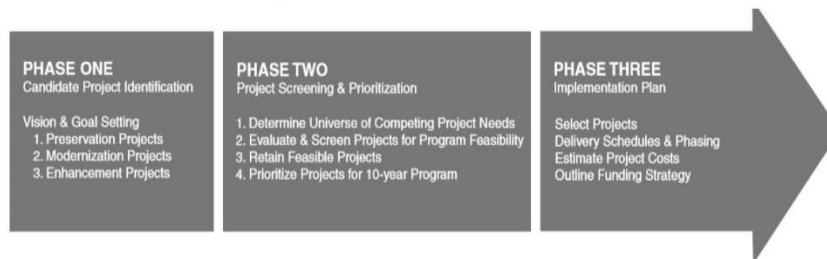 PHASE ONE
Candidate Project Identification
Vision & Goal Setting
1. Preservation Projects
2. Modernization Projects
3. Enhancement Projects
PHASE TWO
Project Screening & Prioritization
1. Determine Universe of Competing Project Needs
2. Evaluate & Screen Projects for Program Feasibility
3. Retain Feasible Projects
4. Prioritize Projects for 10-year Program
PHASE THREE
Implementation Plan
Select Projects
Delivery Schedules & Phasing
Estimate Project Costs
Outline Funding Strategy